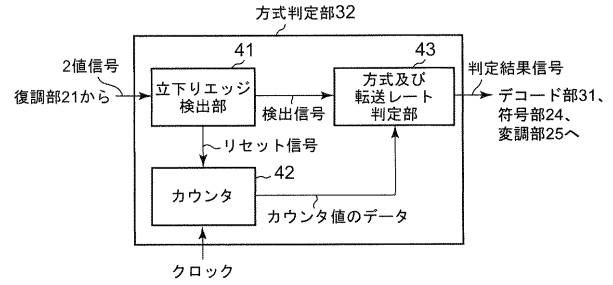 方式判定部32
2値信号
復調部21から
41
立下りエッジ
検出部
検出信号
43
方式及び
転送レート
判定部
判定結果信号
デコード部31、
符号部24、
変調部25へ
リセット信号
42
カウンタ
カウンタ値のデータ
クロック